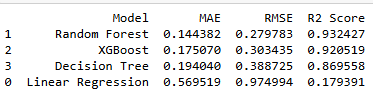 Model MAE RMSE R2 Score
1 Random Forest 0.144382 0.279783 0.932427
2 XGBoost 0.175070 0.303435 0.920519
3 Decision Tree 0.194040 0.388725 0.869558
0 Linear Regression 0.569519 0.974994 0.179391